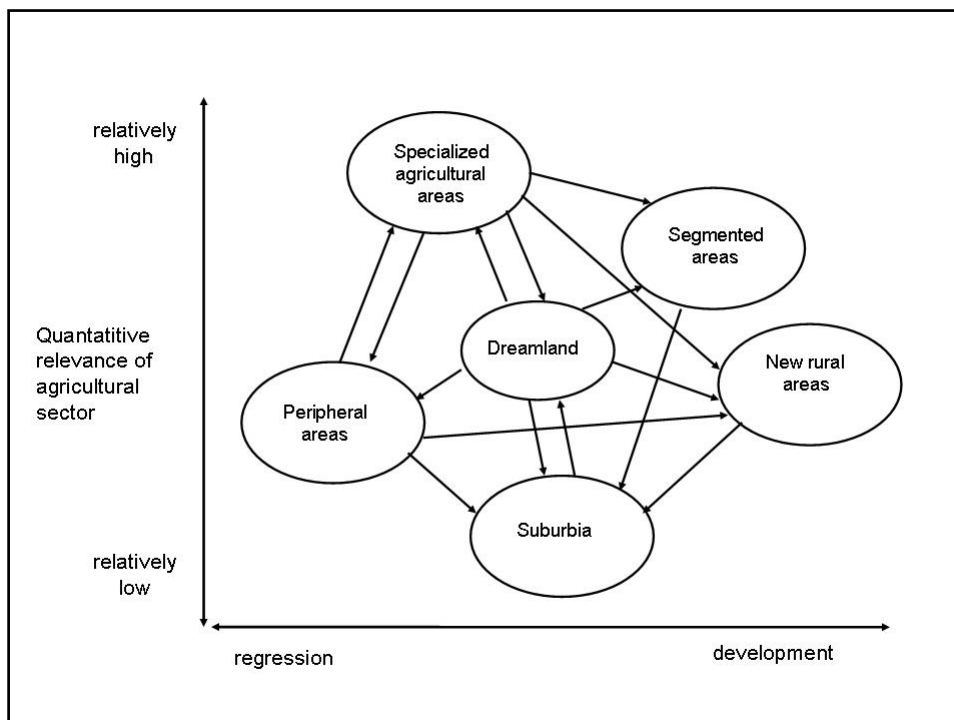 relatively
high
Specialized
agricultural
areas
Segmented
areas
Quantatitive
relevance of
agricultural
sector
Dreamland
New rural
areas
Peripheral
areas
Suburbia
relatively
low
regression
development